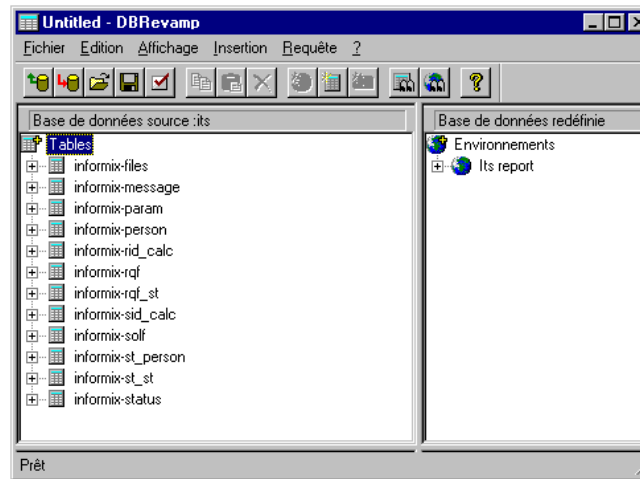 Untitled - DBRevamp
Fichier Edition Affichage Insertion Requête ?
Base de données source :its
Tables
informix-files
informix-message
informix-param
informix-person
informix-rid_calc
informix-rqf
informix-rqf_st
informix-sid_calc
informix-solf
informix-st_person
informix-st_st
informix-status
Base de données redéfinie
Environnements
Its report
Prêt